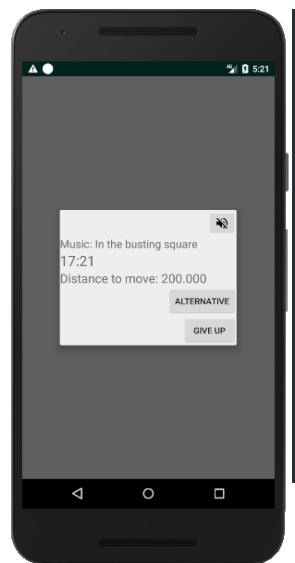 5:21
Music: In the busting square
17:21
Distance to move: 200.000
ALTERNATIVE
GIVE UP